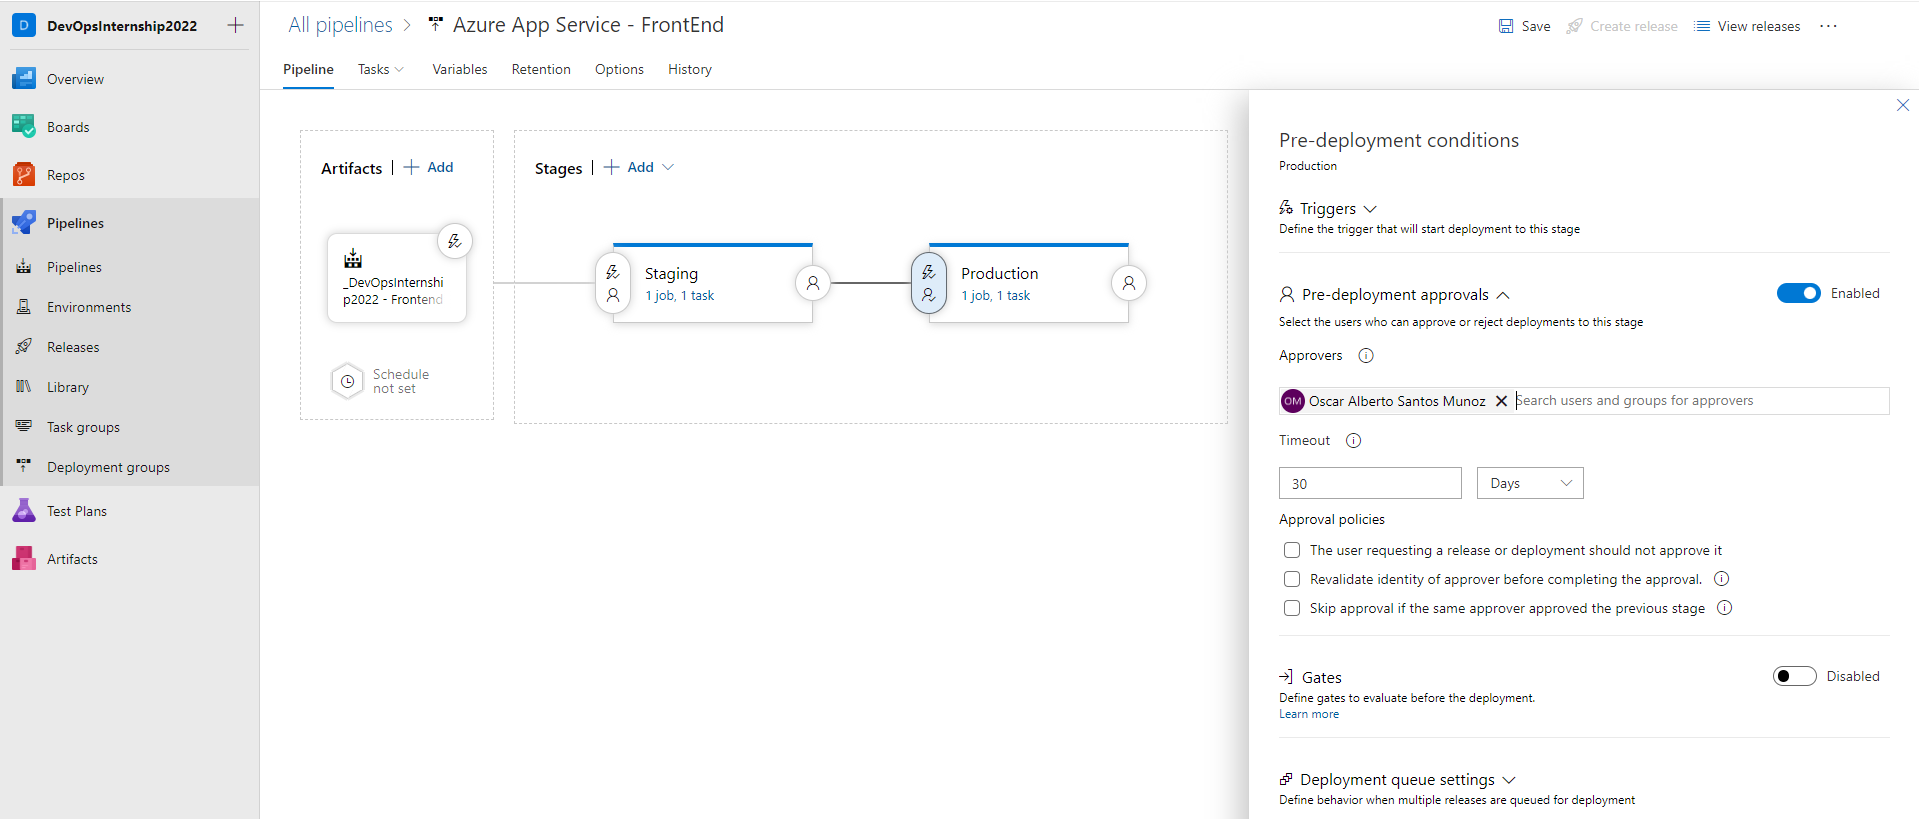 D DevOpsInternship2022
Overview
Boards
Repos
Pipelines
Pipelines
Environments
Releases
Library
Task groups
Deployment groups
Test Plans
Artifacts
All pipelines > Azure App Service - FrontEnd
Save Create release View releases ...
Pipeline Tasks Variables Retention Options History
Artifacts | + Add
_DevOpsInternshi
p2022 - Frontend
Schedule
not set
Stages | + Add
Staging
1 job, 1 task
Production
1 job, 1 task
Pre-deployment conditions
Production
Triggers
Define the trigger that will start deployment to this stage
Pre-deployment approvals
Enabled
Select the users who can approve or reject deployments to this stage
Approvers
OM Oscar Alberto Santos Munoz Search users and groups for approvers
Timeout
30 Days
Approval policies
The user requesting a release or deployment should not approve it
Revalidate identity of approver before completing the approval.
Skip approval if the same approver approved the previous stage
Gates
Disabled
Define gates to evaluate before the deployment.
Learn more
Deployment queue settings
Define behavior when multiple releases are queued for deployment